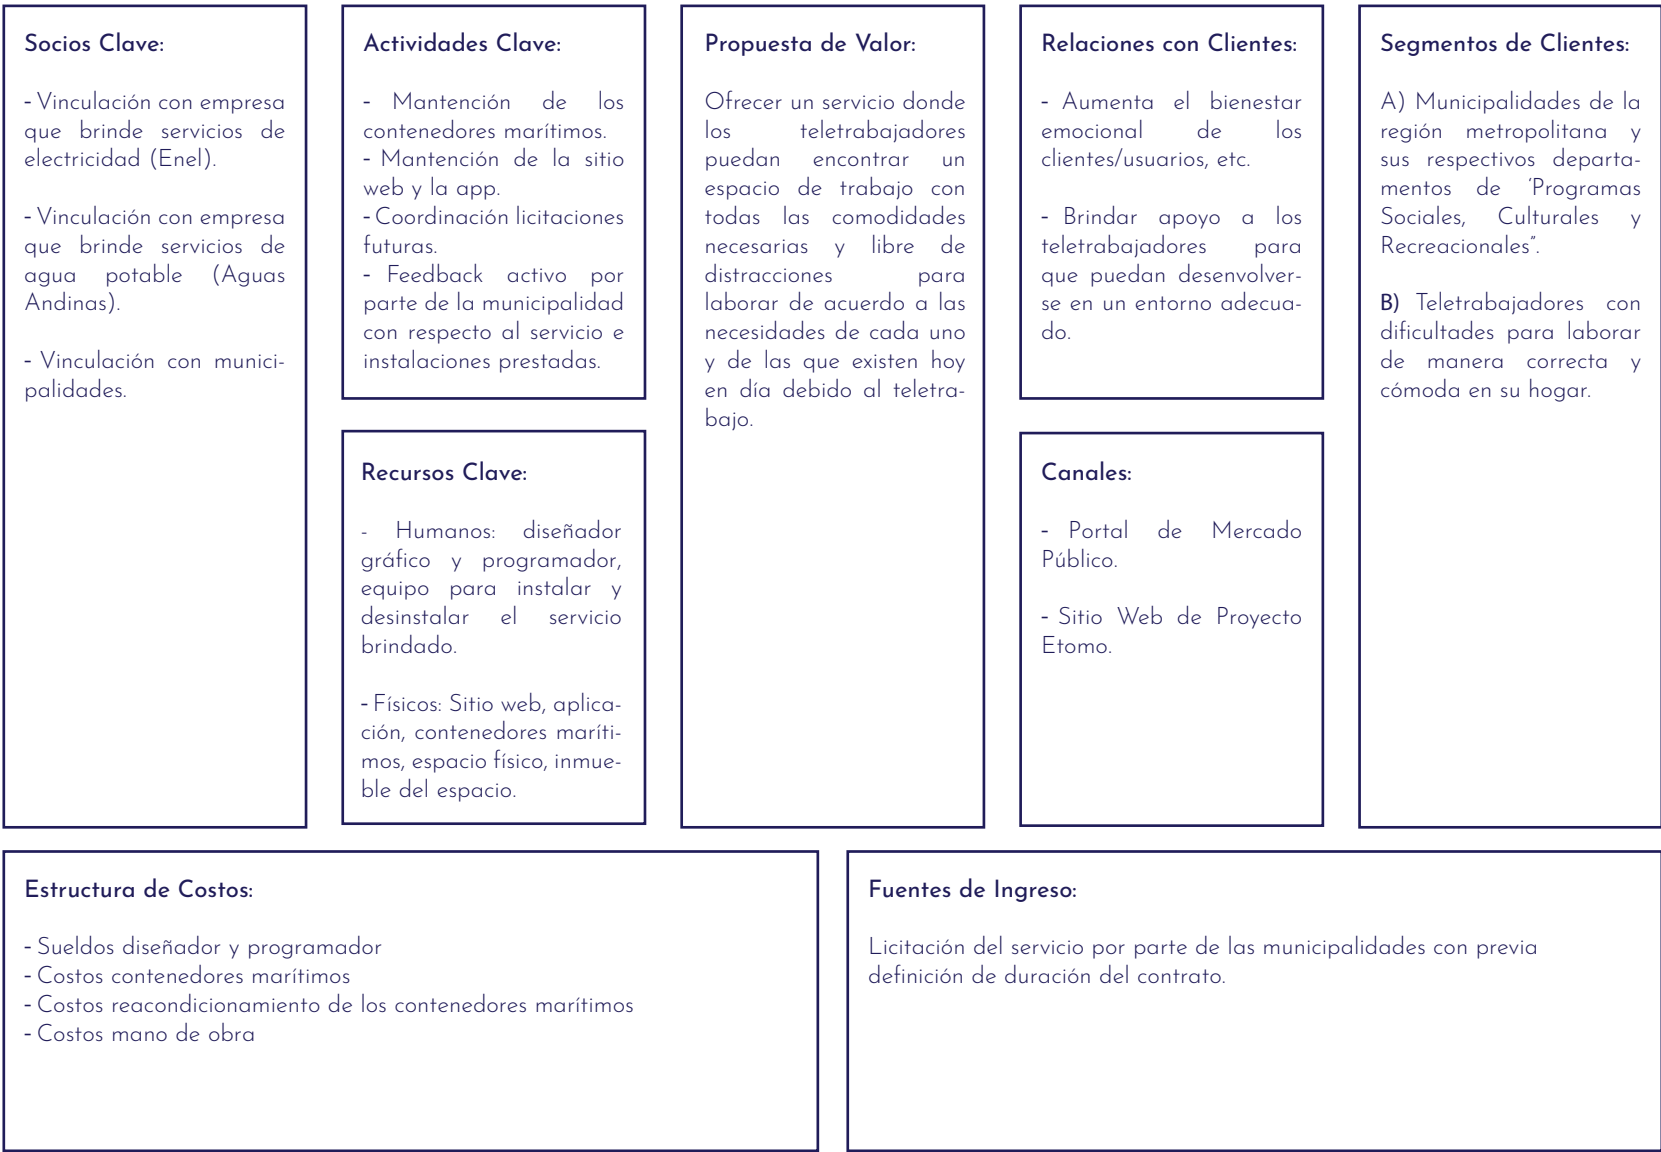 Socios Clave:
- Vinculación con empresa
que brinde servicios de
electricidad (Enel).
- Vinculación con empresa
que brinde servicios de
agua potable (Aguas
Andinas).
- Vinculación con munici-
palidades.
Actividades Clave:
- Mantención de los
contenedores marítimos.
- Mantención de la sitio
web y la app.
- Coordinación licitaciones
futuras.
- Feedback activo por
parte de la municipalidad
con respecto al servicio e
instalaciones prestadas.
Recursos Clave:
- Humanos: diseñador
gráfico y programador,
equipo para instalar y
desinstalar el servicio
brindado.
- Físicos: Sitio web, aplica-
ción, contenedores maríti-
mos, espacio físico, inmue-
ble del espacio.
Propuesta de Valor:
Ofrecer un servicio donde
los teletrabajadores
puedan encontrar un
espacio de trabajo con
todas las comodidades
necesarias y libre de
distracciones para
laborar de acuerdo a las
necesidades de cada uno
y de las que existen hoy
en día debido al teletra-
bajo.
Relaciones con Clientes:
- Aumenta el bienestar
emocional de los
clientes/usuarios, etc.
- Brindar apoyo a los
teletrabajadores para
que puedan desenvolver-
se en un entorno adecua-
do.
Canales:
- Portal de Mercado
Público.
- Sitio Web de Proyecto
Etomo.
Segmentos de Clientes:
A) Municipalidades de la
región metropolitana y
sus respectivos departa-
mentos de ‘Programas
Sociales, Culturales y
Recreacionales”.
B) Teletrabajadores con
dificultades para laborar
de manera correcta y
cómoda en su hogar.
Estructura de Costos:
- Sueldos diseñador y programador
- Costos contenedores marítimos
- Costos reacondicionamiento de los contenedores marítimos
- Costos mano de obra
Fuentes de Ingreso:
Licitación del servicio por parte de las municipalidades con previa
definición de duración del contrato.